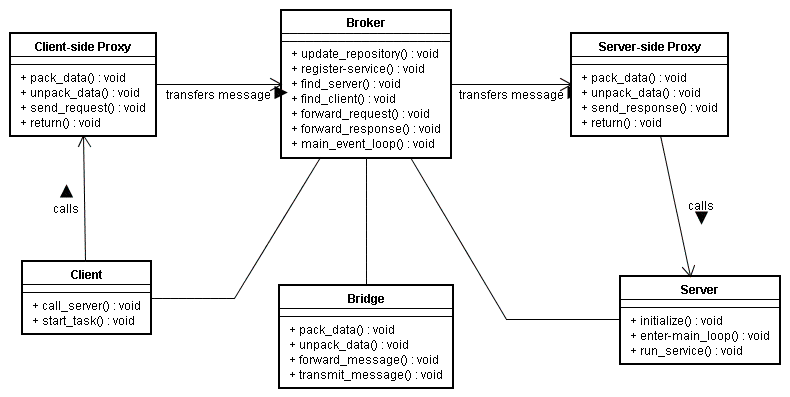 Client-side Proxy
+ pack_data() : void
+ unpack_data() : void
+ send_request() : void
+ return() : void
transfers message
Broker
+ update_repository() : void
+ register-service() : void
+ find_server() : void
+ find_client() : void
+ forward_request() : void
+ forward_response() : void
+ main_event_loop() : void
transfers message
Server-side Proxy
+ pack_data() : void
+ unpack_data() : void
+ send_response() : void
+ return() : void
calls
calls
Client
+ call_server() : void
+ start_task() : void
Bridge
+ pack_data() : void
+ unpack_data() : void
+ forward_message() : void
+ transmit_message() : void
Server
+ initialize() : void
+ enter-main_loop() : void
+ run_service() : void